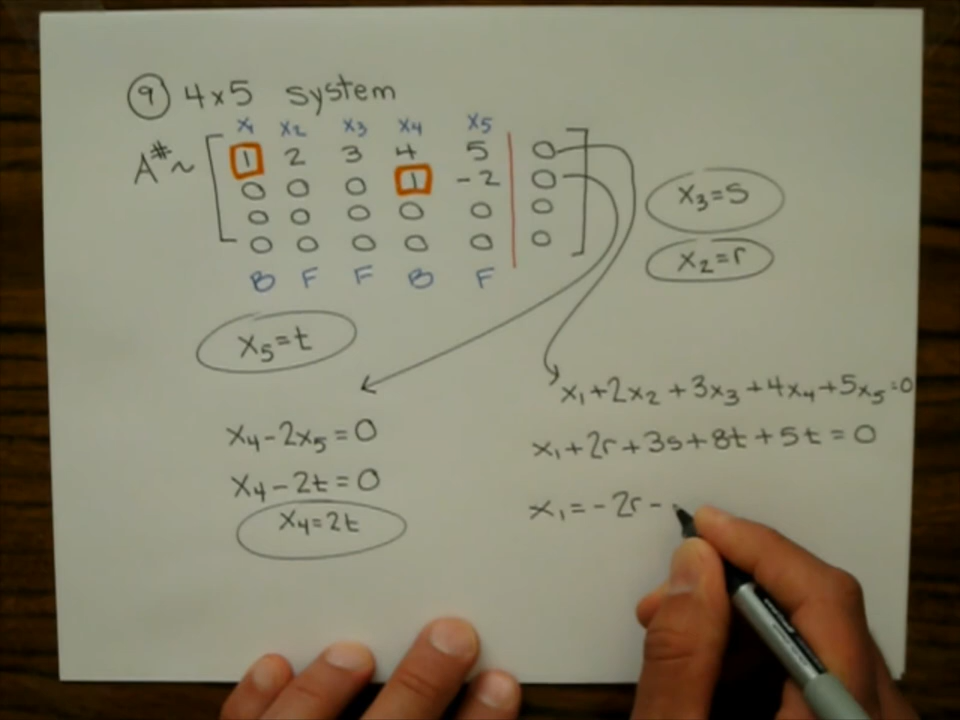 ⑨ 4x5 system
x₁ x₂ x₃ x₄ x₅
A# ~ [ 1 2 3 4 5 | 0 ]
0 0 0 1 -2 | 0
0 0 0 0 0 | 0
0 0 0 0 0 | 0
B F F B F
x₃=s
x₂=r
x₅=t
x₄-2x₅=0
x₄-2t=0
x₄=2t
x₁+2x₂+3x₃+4x₄+5x₅=0
x₁+2r+3s+8t+5t=0
x₁=-2r-